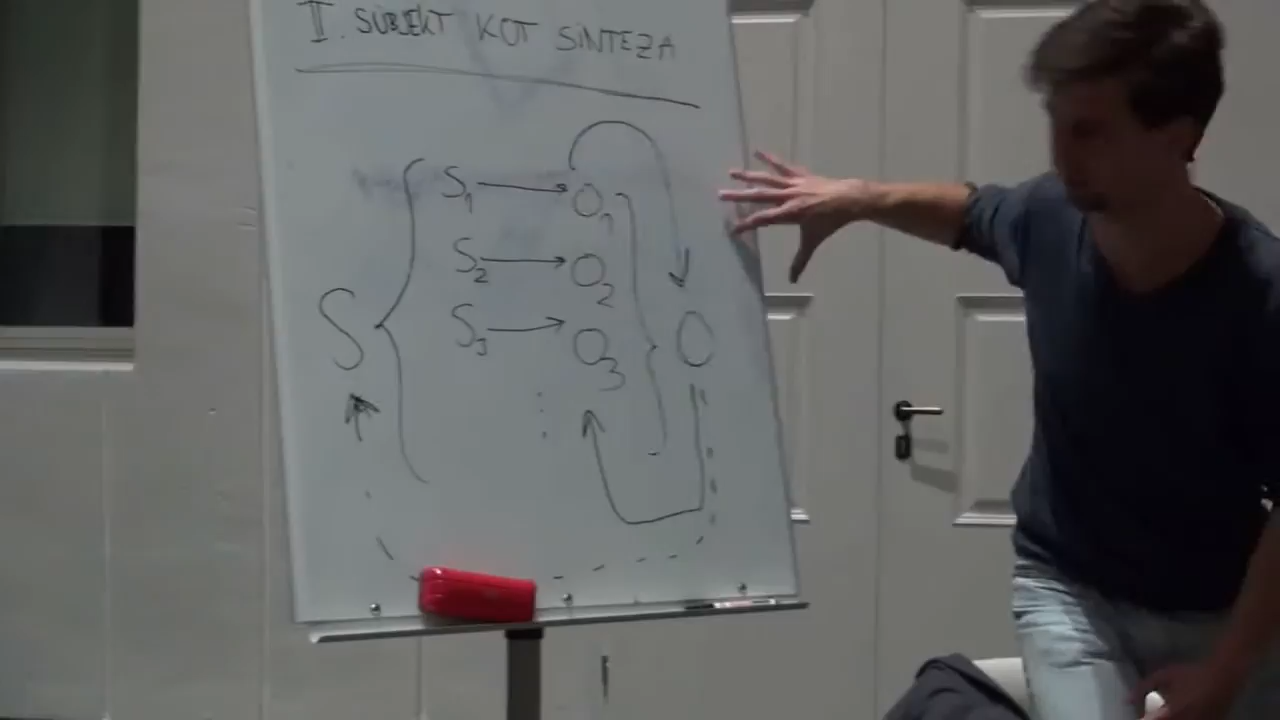 II. SUBJEKT KOT SINTEZA
S₁ → O₁
S₂ → O₂
S₃ → O₃
S
O